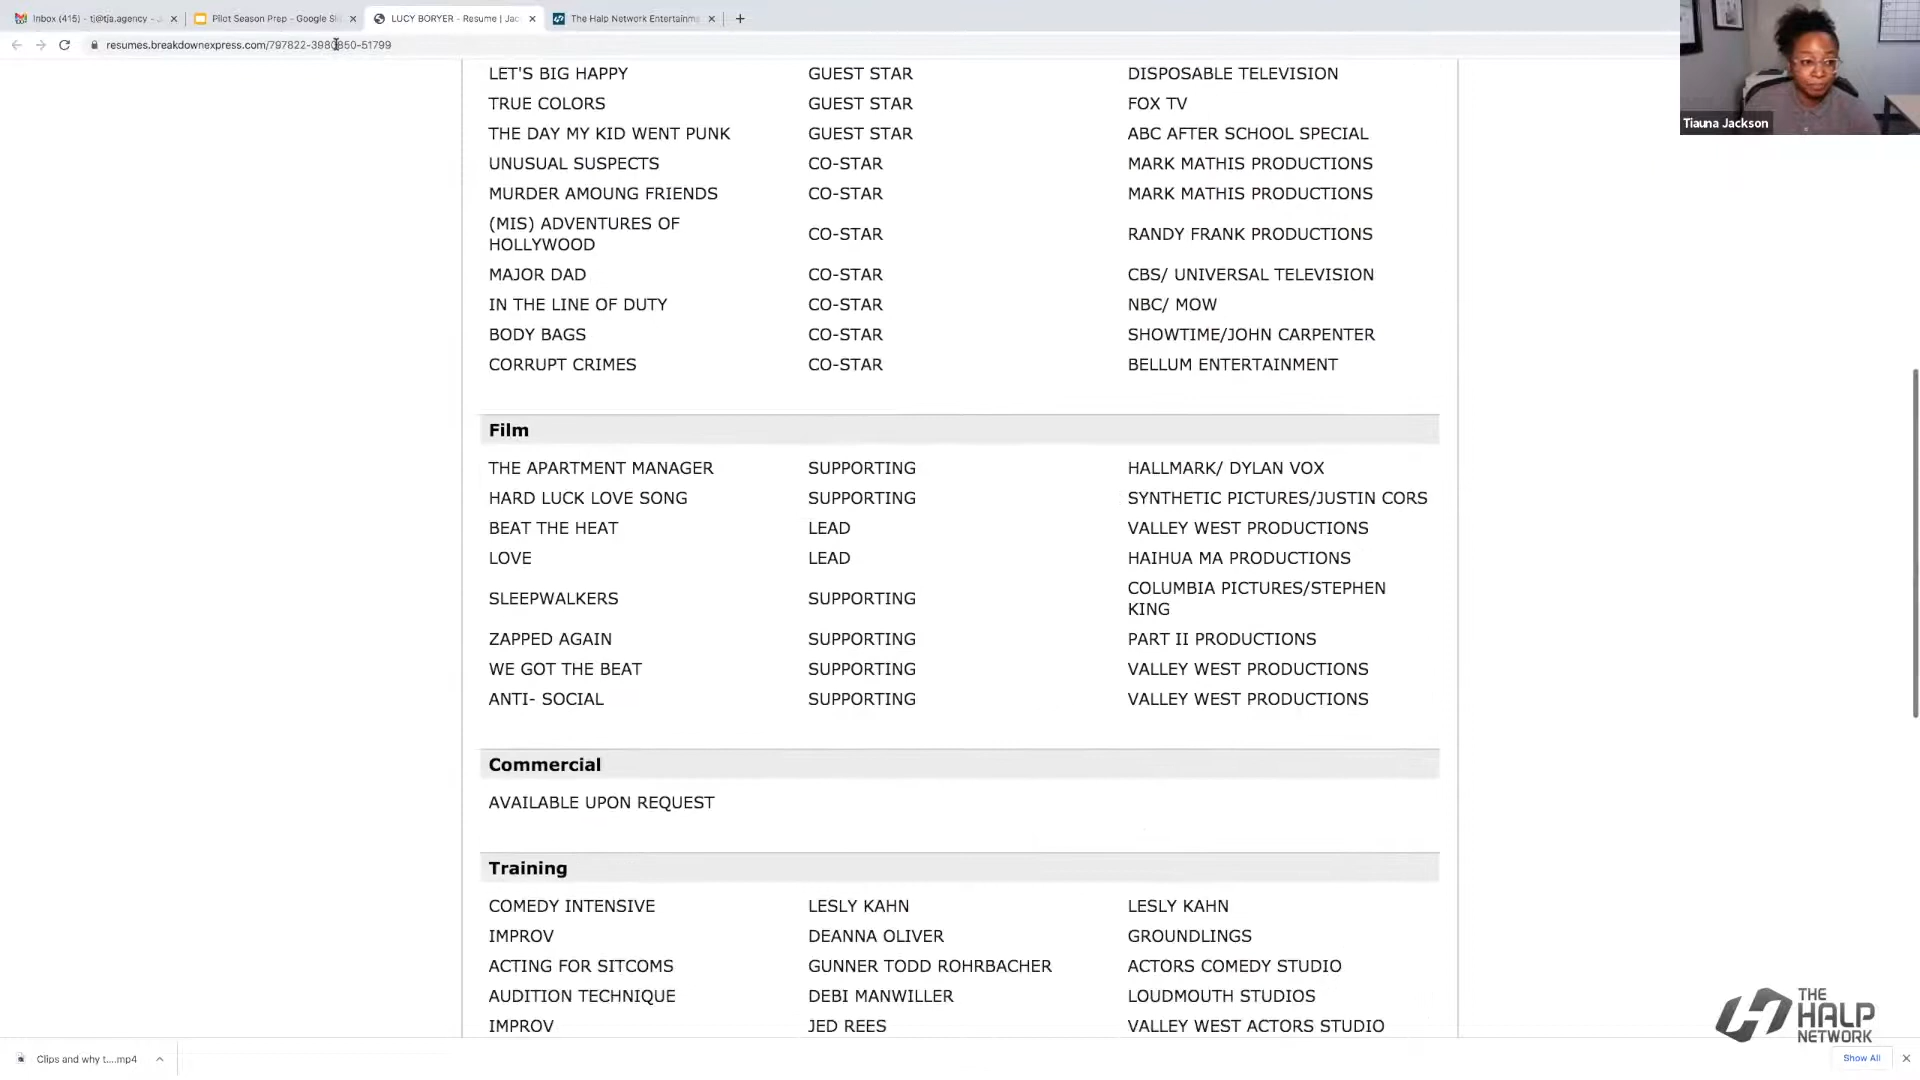 Inbox (415) - tj@tja.agency -
Pilot Season Prep - Google Sl
LUCY BORYER - Resume | Jac
The Halp Network Entertainm
resumes.breakdownexpress.com/797822-3980850-51799
Tiauna Jackson
LET'S BIG HAPPY GUEST STAR DISPOSABLE TELEVISION
TRUE COLORS GUEST STAR FOX TV
THE DAY MY KID WENT PUNK GUEST STAR ABC AFTER SCHOOL SPECIAL
UNUSUAL SUSPECTS CO-STAR MARK MATHIS PRODUCTIONS
MURDER AMOUNG FRIENDS CO-STAR MARK MATHIS PRODUCTIONS
(MIS) ADVENTURES OF
HOLLYWOOD CO-STAR RANDY FRANK PRODUCTIONS
MAJOR DAD CO-STAR CBS/ UNIVERSAL TELEVISION
IN THE LINE OF DUTY CO-STAR NBC/ MOW
BODY BAGS CO-STAR SHOWTIME/JOHN CARPENTER
CORRUPT CRIMES CO-STAR BELLUM ENTERTAINMENT
Film
THE APARTMENT MANAGER SUPPORTING HALLMARK/ DYLAN VOX
HARD LUCK LOVE SONG SUPPORTING SYNTHETIC PICTURES/JUSTIN CORS
BEAT THE HEAT LEAD VALLEY WEST PRODUCTIONS
LOVE LEAD HAIHUA MA PRODUCTIONS
SLEEPWALKERS SUPPORTING COLUMBIA PICTURES/STEPHEN
KING
ZAPPED AGAIN SUPPORTING PART II PRODUCTIONS
WE GOT THE BEAT SUPPORTING VALLEY WEST PRODUCTIONS
ANTI- SOCIAL SUPPORTING VALLEY WEST PRODUCTIONS
Commercial
AVAILABLE UPON REQUEST
Training
COMEDY INTENSIVE LESLY KAHN LESLY KAHN
IMPROV DEANNA OLIVER GROUNDLINGS
ACTING FOR SITCOMS GUNNER TODD ROHRBACHER ACTORS COMEDY STUDIO
AUDITION TECHNIQUE DEBI MANWILLER LOUDMOUTH STUDIOS
IMPROV JED REES VALLEY WEST ACTORS STUDIO
THE
HALP
NETWORK
Clips and why t....mp4
Show All